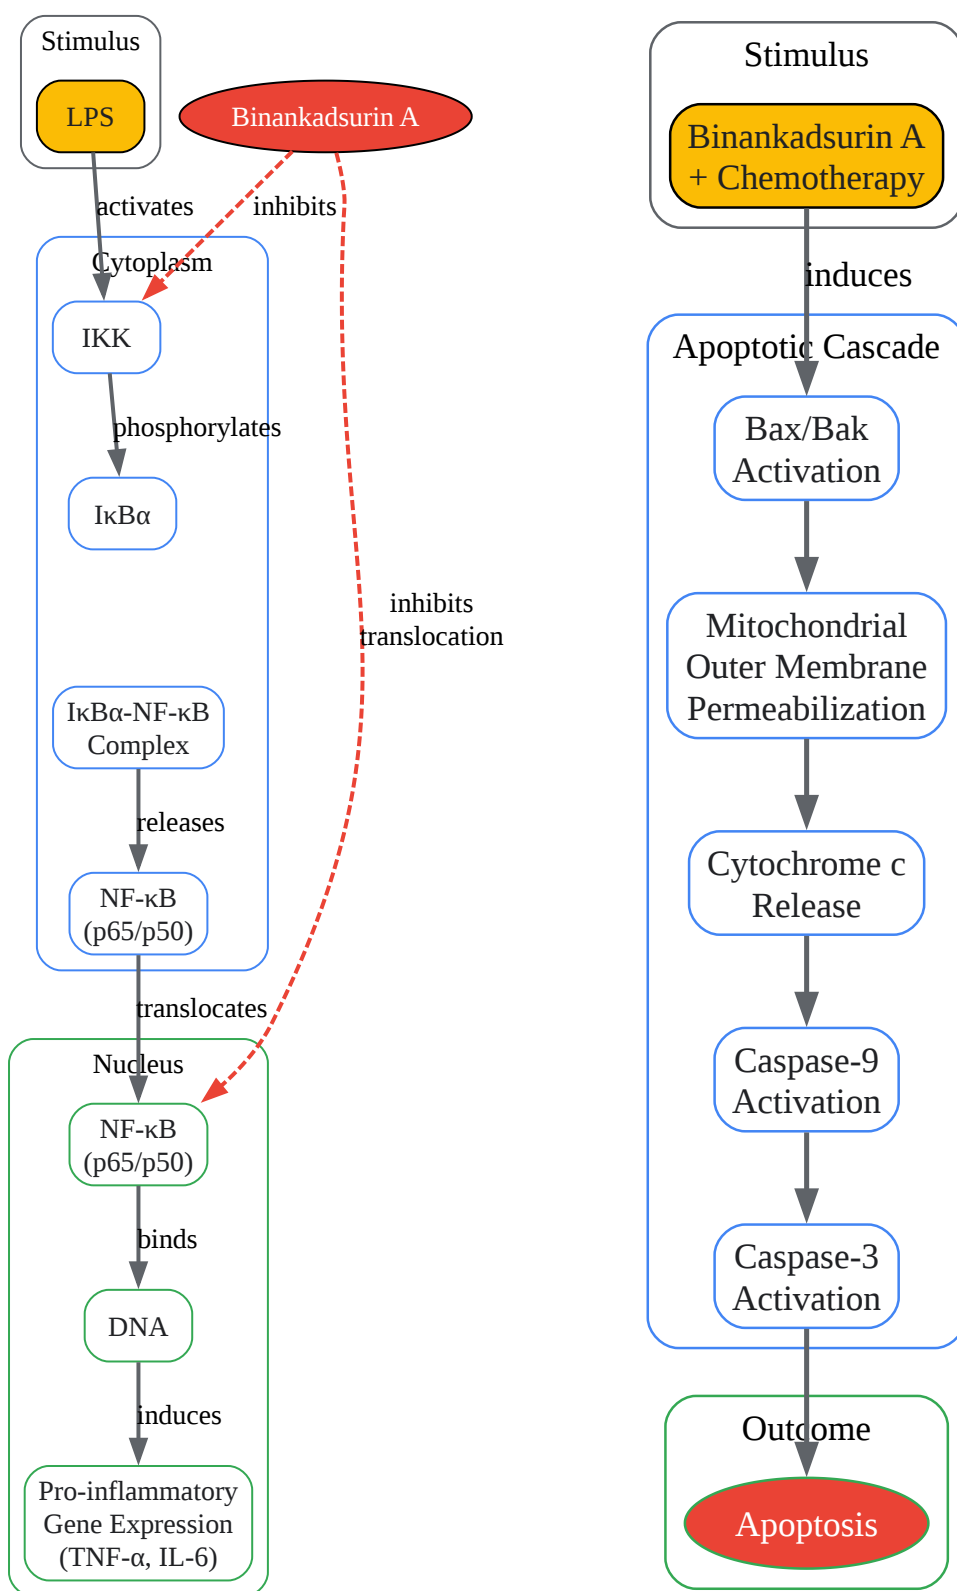 Stimulus
LPS
Binankadsurin A
activates
inhibits
Cytoplasm
IKK
phosphorylates
IκBα
inhibits
translocation
IκBα-NF-κB
Complex
releases
NF-κB
(p65/p50)
translocates
Nucleus
NF-κB
(p65/p50)
binds
DNA
induces
Pro-inflammatory
Gene Expression
(TNF-α, IL-6)
Stimulus
Binankadsurin A
+ Chemotherapy
induces
Apoptotic Cascade
Bax/Bak
Activation
Mitochondrial
Outer Membrane
Permeabilization
Cytochrome c
Release
Caspase-9
Activation
Caspase-3
Activation
Outcome
Apoptosis